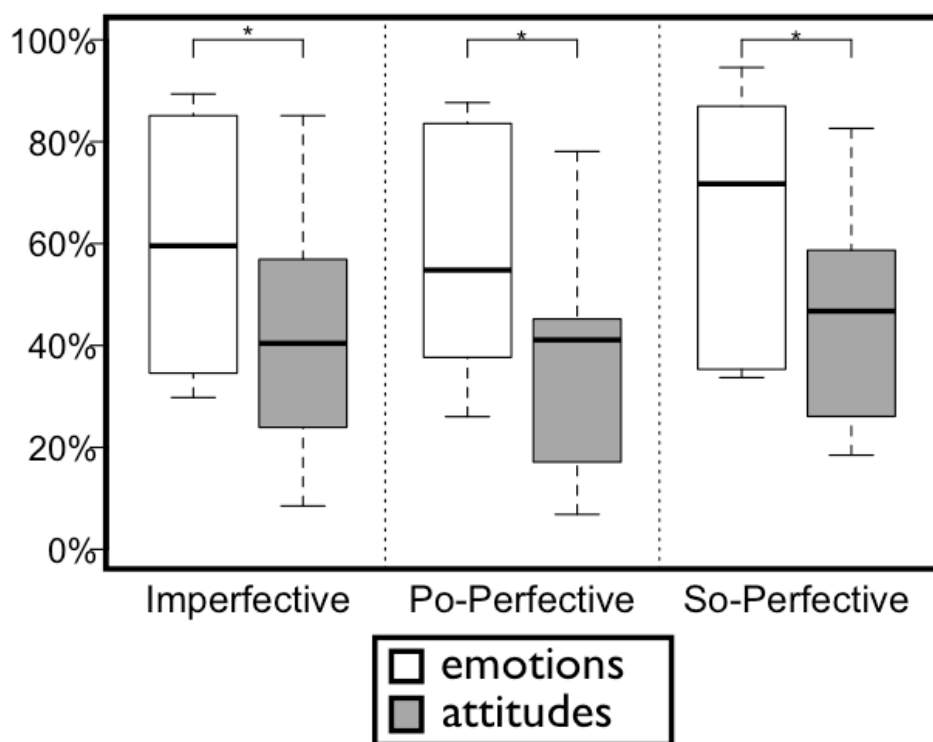 100%
80%
60%
40%
20%
0%
* * *
Imperfective Po-Perfective So-Perfective
emotions
attitudes